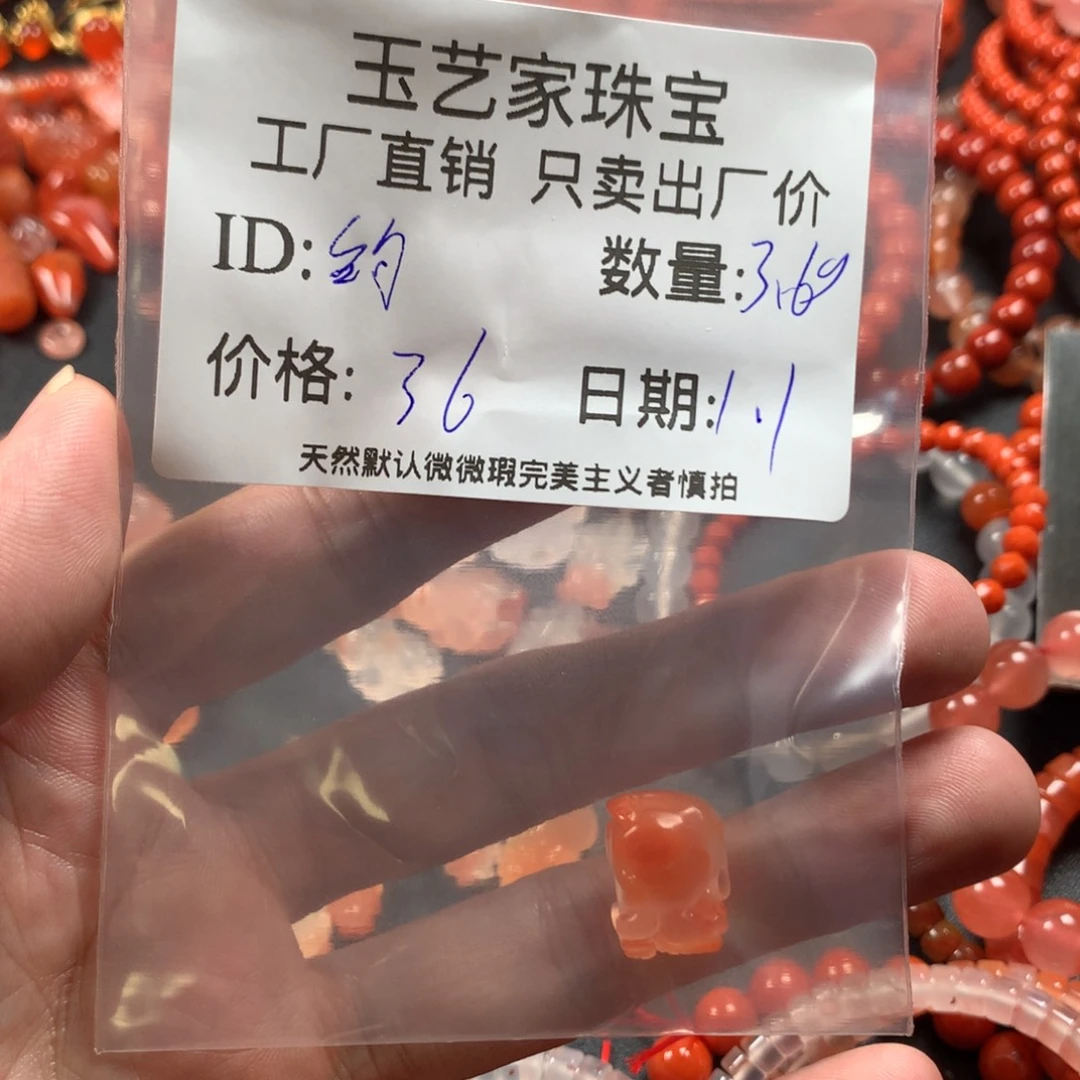 玉艺家珠宝
工厂直销 只卖出厂价
ID:钓 数量:3.6g
价格: 36 日期:1.1
天然默认微微瑕完美主义者慎拍